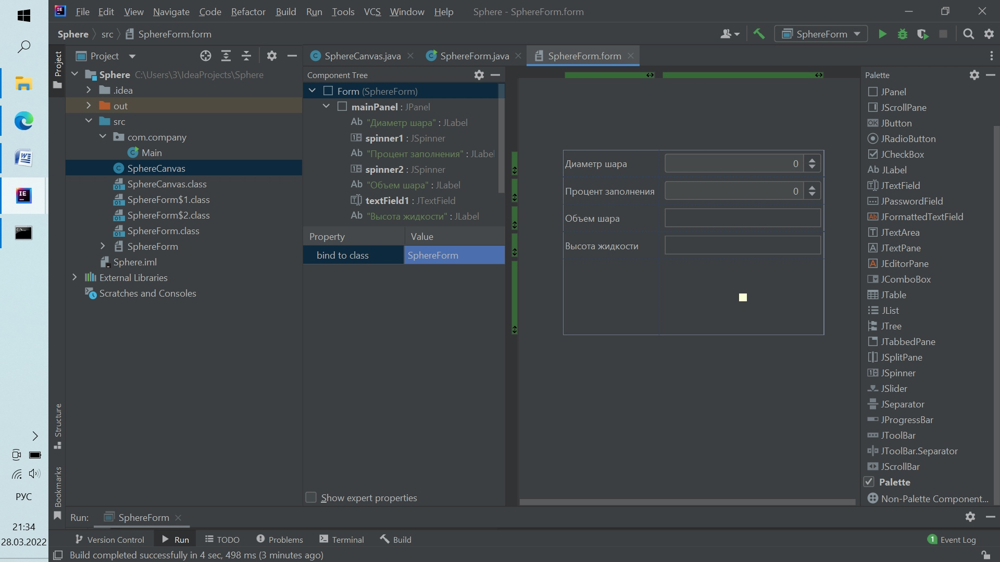 File Edit View Navigate Code Refactor Build Run Tools VCS Window Help Sphere - SphereForm.form
Sphere src SphereForm.form
SphereForm
Project
Project
Sphere C:\Users\3\IdeaProjects\Sphere
.idea
out
src
com.company
Main
SphereCanvas
SphereCanvas.class
SphereForm$1.class
SphereForm$2.class
SphereForm.class
SphereForm
Sphere.iml
External Libraries
Scratches and Consoles
SphereCanvas.java SphereForm.java SphereForm.form
Component Tree
Form (SphereForm)
mainPanel : JPanel
Ab "Диаметр шара" : JLabel
spinner1 : JSpinner
Ab "Процент заполнения" : JLabel
spinner2 : JSpinner
Ab "Объем шара" : JLabel
textField1 : JTextField
Ab "Высота жидкости" : JLabel
Property Value
bind to class SphereForm
Show expert properties
Диаметр шара 0
Процент заполнения 0
Объем шара
Высота жидкости
Palette
JPanel
JScrollPane
OK JButton
JRadioButton
JCheckBox
Ab JLabel
JTextField
JPasswordField
Ab JFormattedTextField
JTextArea
JTextPane
JEditorPane
JComboBox
JTable
JList
JTree
JTabbedPane
JSplitPane
JSpinner
JSlider
JSeparator
JProgressBar
JToolBar
JToolBar.Separator
JScrollBar
Palette
Non-Palette Component...
Structure
Bookmarks
Run: SphereForm
Version Control Run TODO Problems Terminal Build 1 Event Log
Build completed successfully in 4 sec, 498 ms (3 minutes ago)
РУС
21:34
28.03.2022